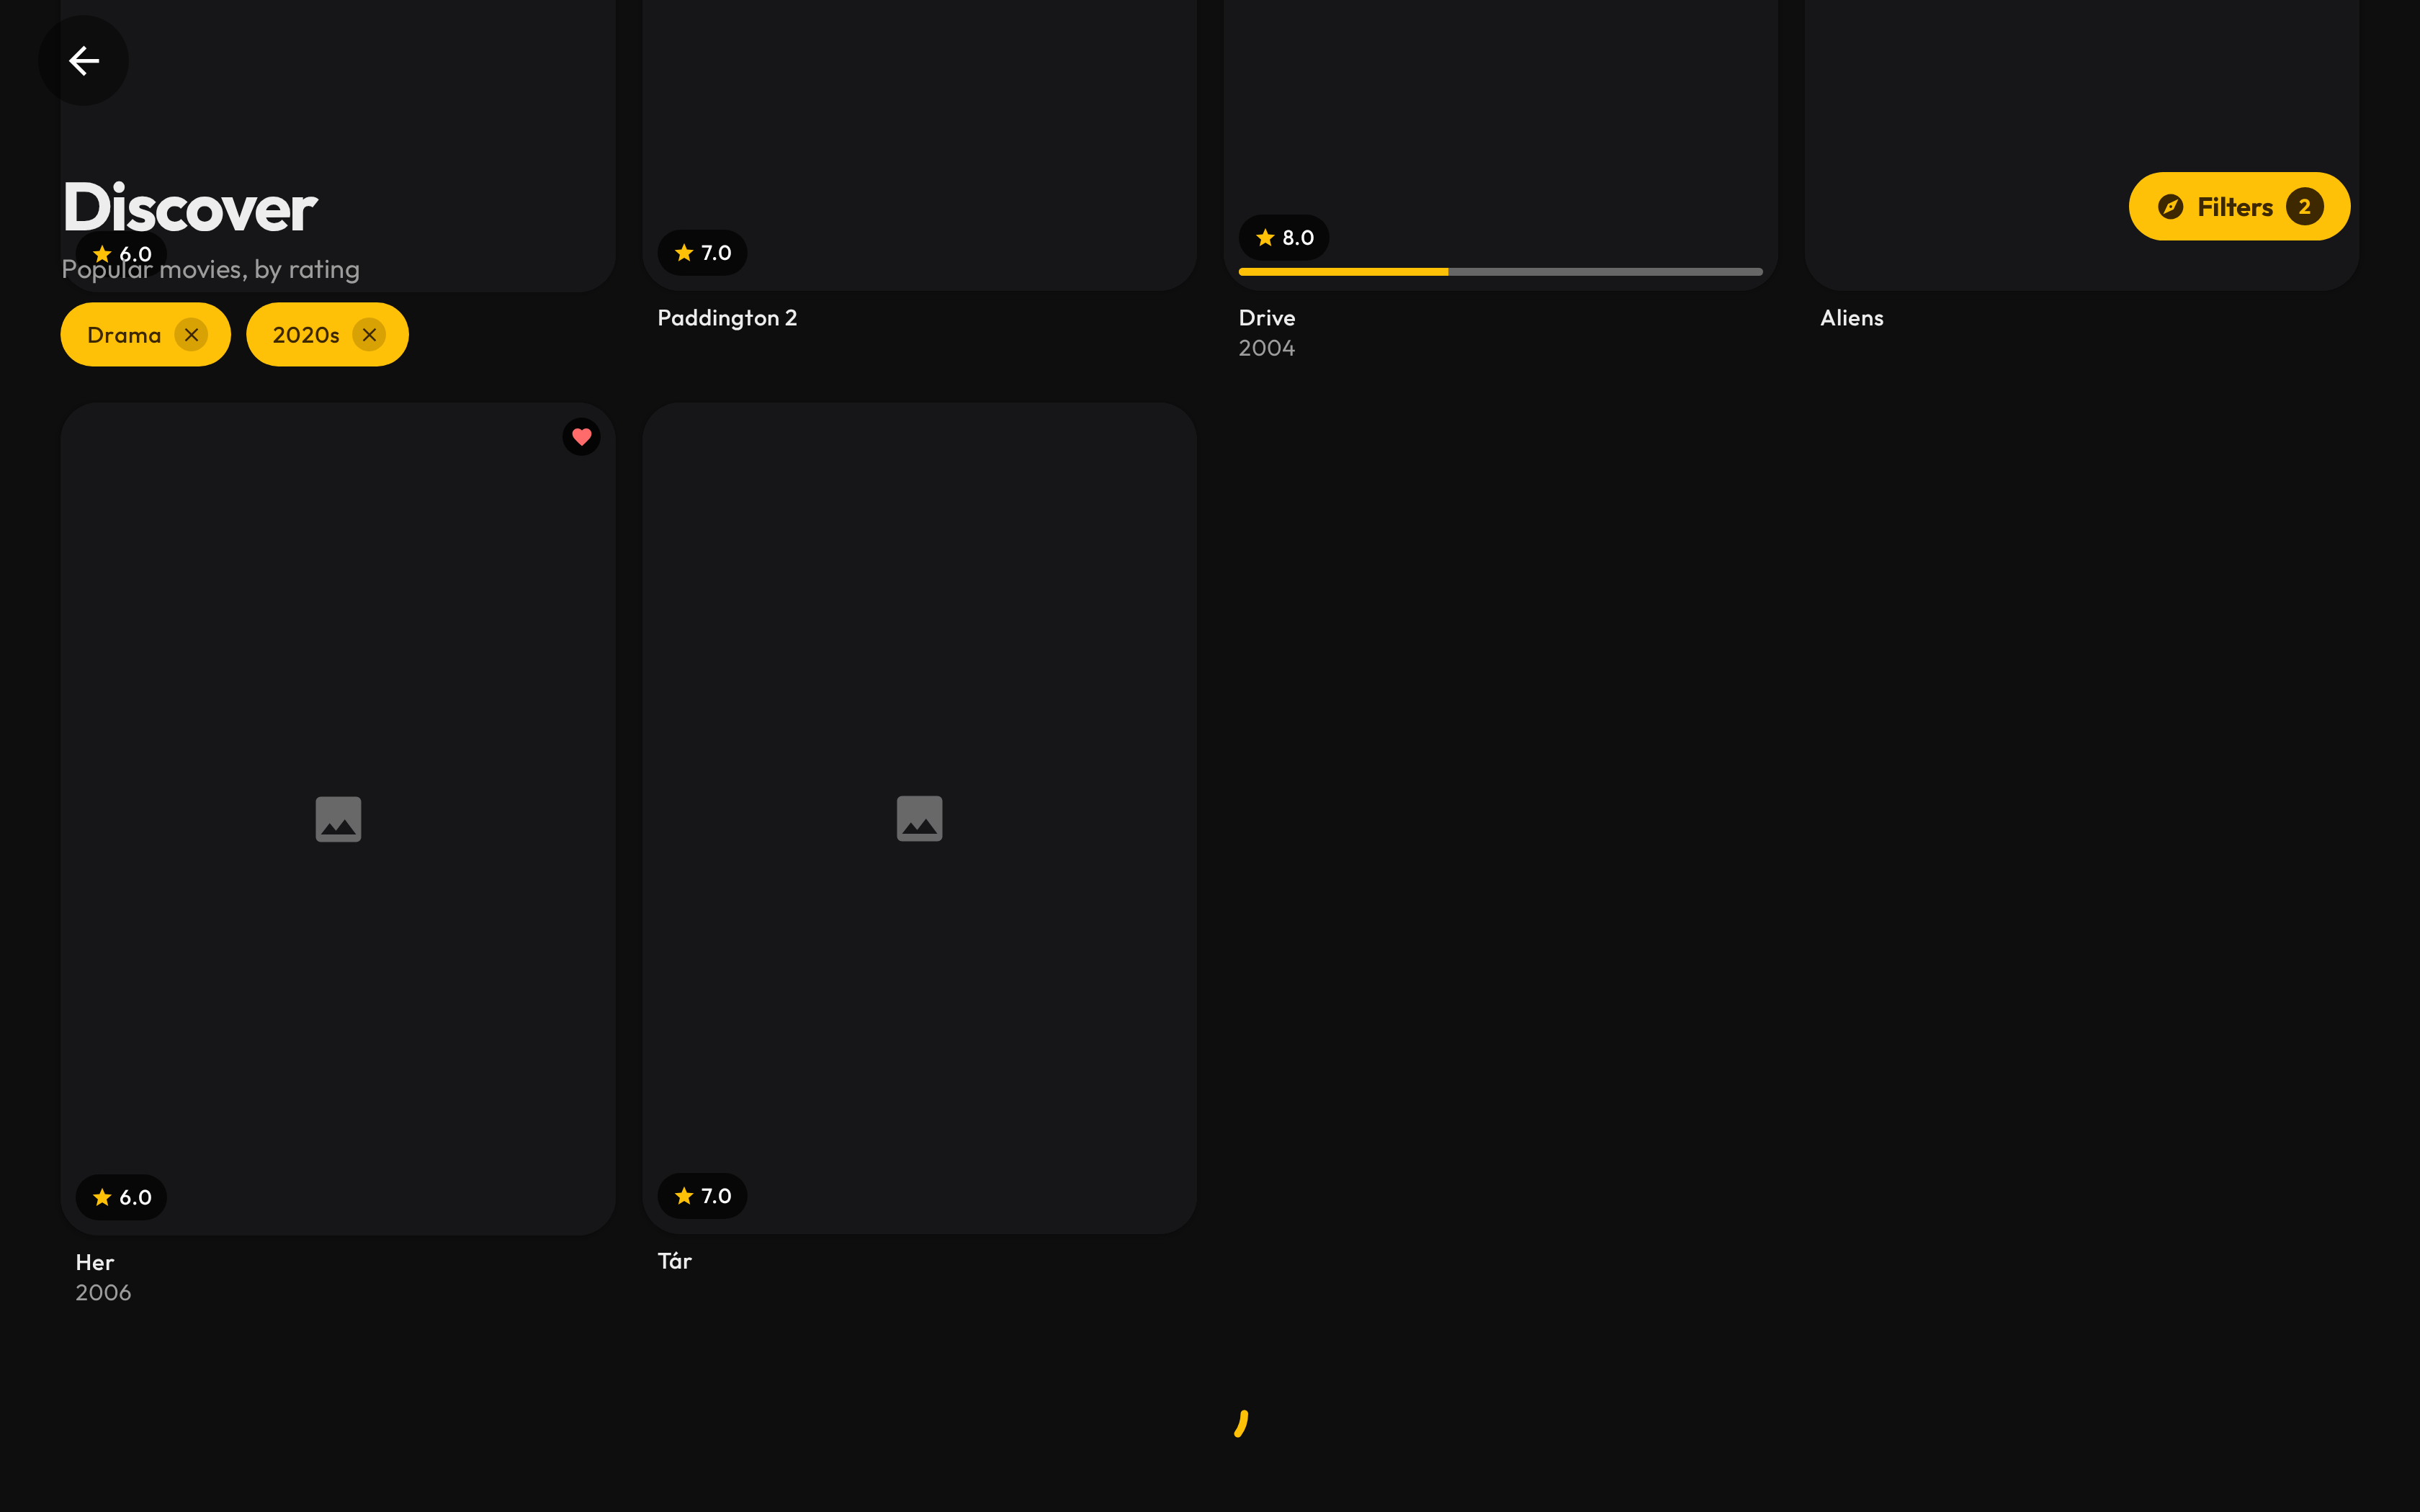 Discover
Filters 2
6.0
Popular movies, by rating
7.0
8.0
Drama
2020s
Paddington 2
Drive
2004
Aliens
6.0
7.0
Her
2006
Tár